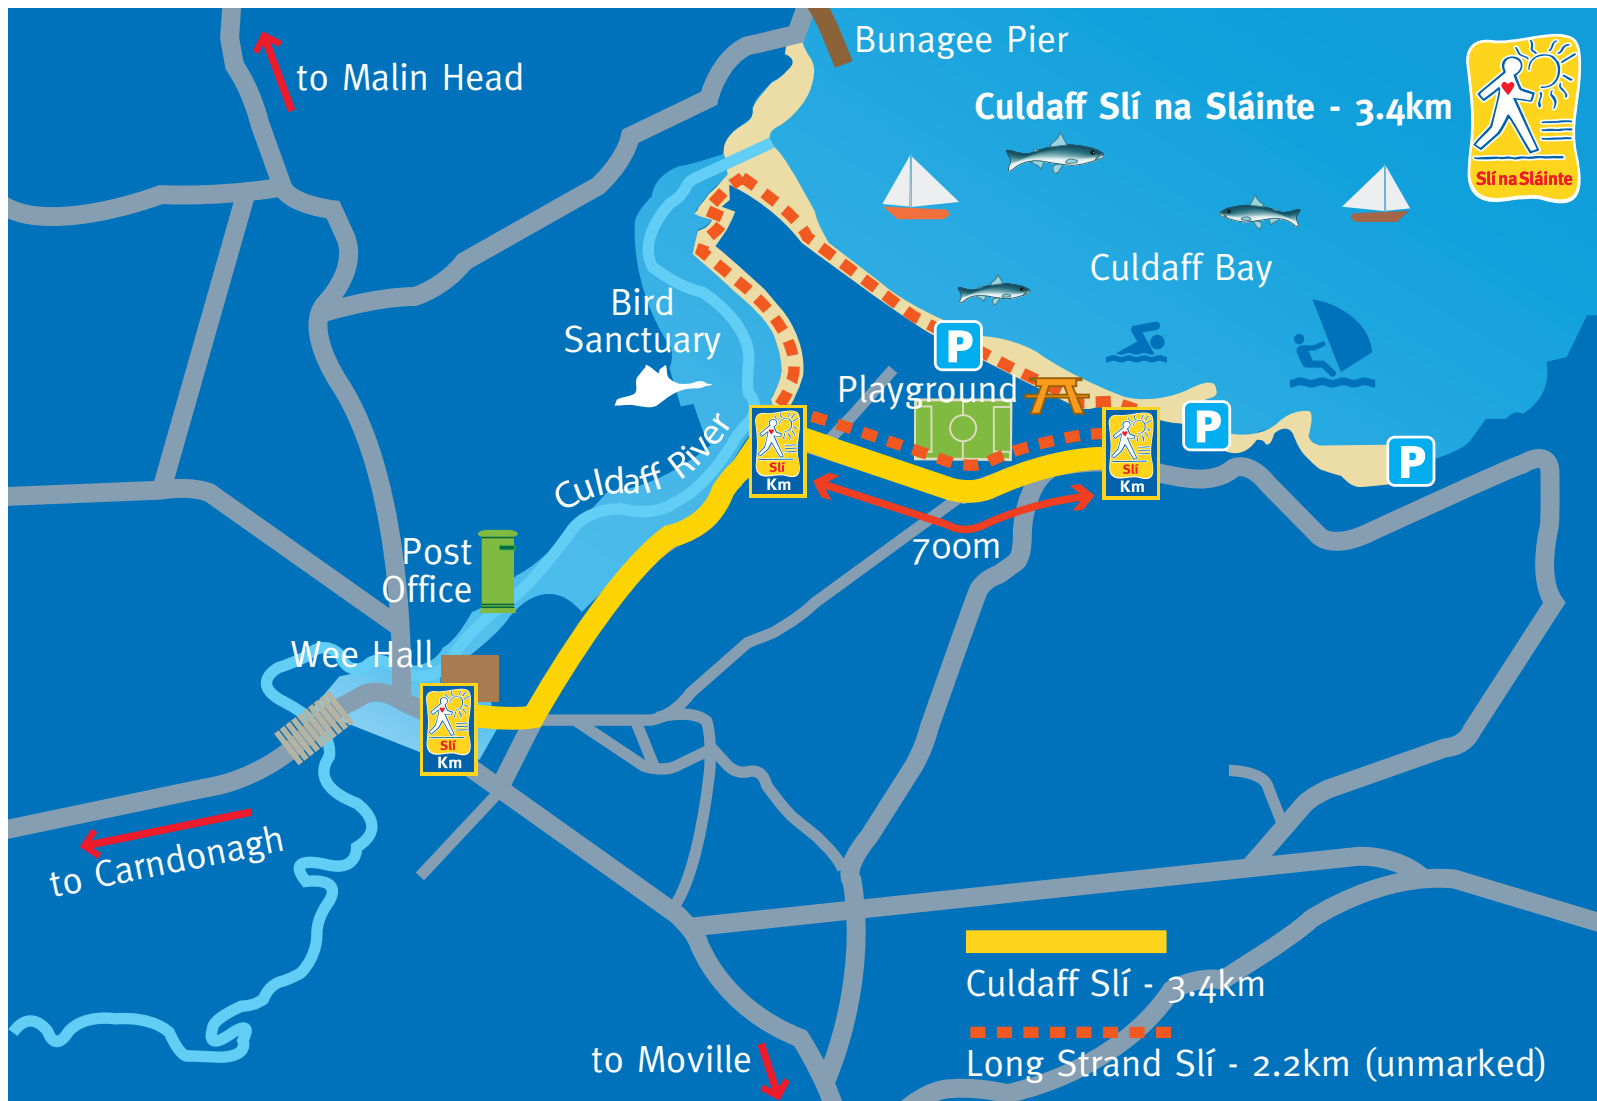 Bunagee Pier
to Malin Head
Culdaff Slí na Sláinte - 3.4km
Slí na Sláinte
Culdaff Bay
Bird
Sanctuary
P
Playground
P
P
Culdaff River
Slí
Km
Slí
Km
700m
Post
Office
Wee Hall
Slí
Km
to Carndonagh
Culdaff Slí - 3.4km
to Moville
Long Strand Slí - 2.2km (unmarked)